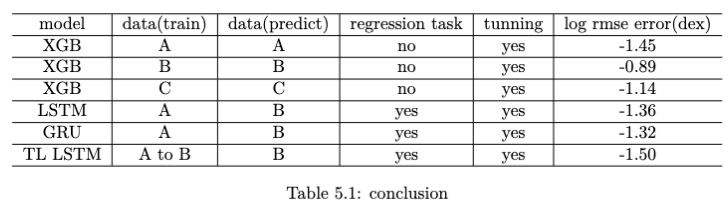 model data(train) data(predict) regression task tunning log rmse error(dex)
XGB A A no yes -1.45
XGB B B no yes -0.89
XGB C C no yes -1.14
LSTM A B yes yes -1.36
GRU A B yes yes -1.32
TL LSTM A to B B yes yes -1.50
Table 5.1: conclusion